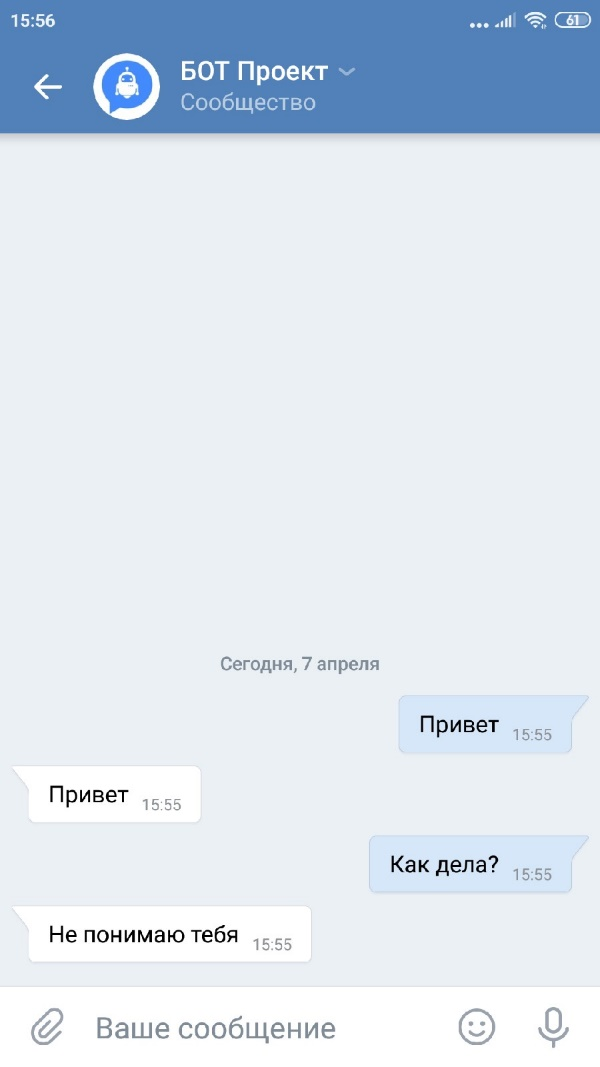 15:56
61
БОТ Проект
Сообщество
Сегодня, 7 апреля
Привет 15:55
Привет 15:55
Как дела? 15:55
Не понимаю тебя 15:55
Ваше сообщение